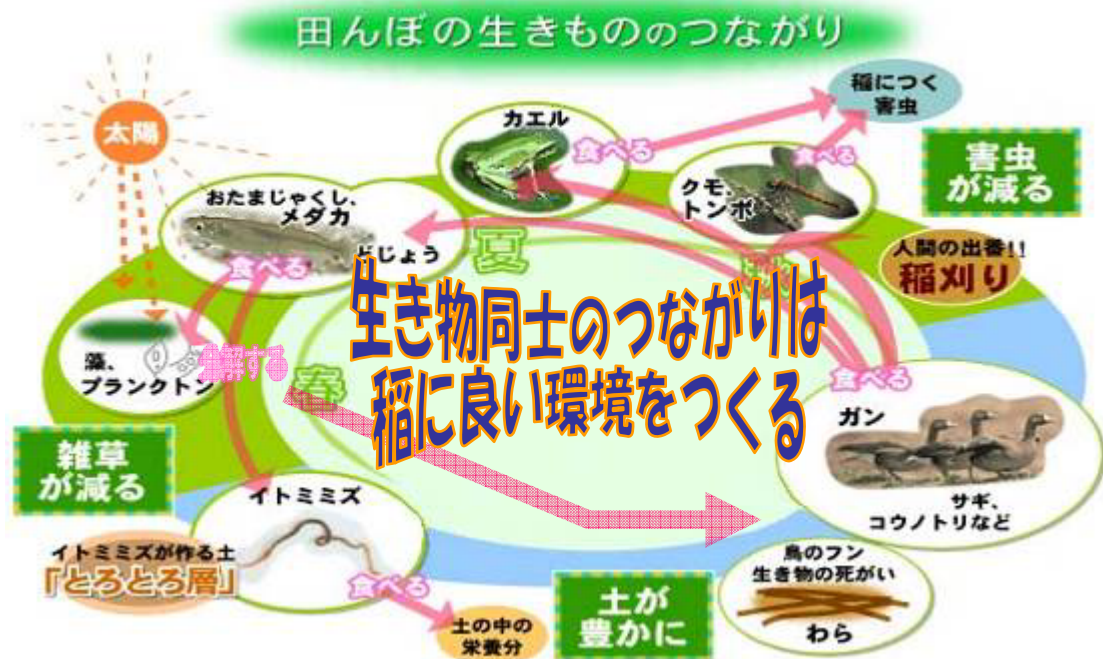 田んぼの生きもののつながり
太陽
稲につく
害虫
カエル
食べる
食べる
クモ、
トンボ
害虫
が減る
おたまじゃくし、
メダカ
どじょう
食べる
夏
人間の出番!!
稲刈り
生き物同士のつながりは
稲に良い環境をつくる
藻、
プランクトン
春
食べる
ガン
サギ、
コウノトリなど
雑草
が減る
イトミミズ
イトミミズが作る土
「とろとろ層」
食べる
土の中の
栄養分
土が
豊かに
鳥のフン
生き物の死がい
わら